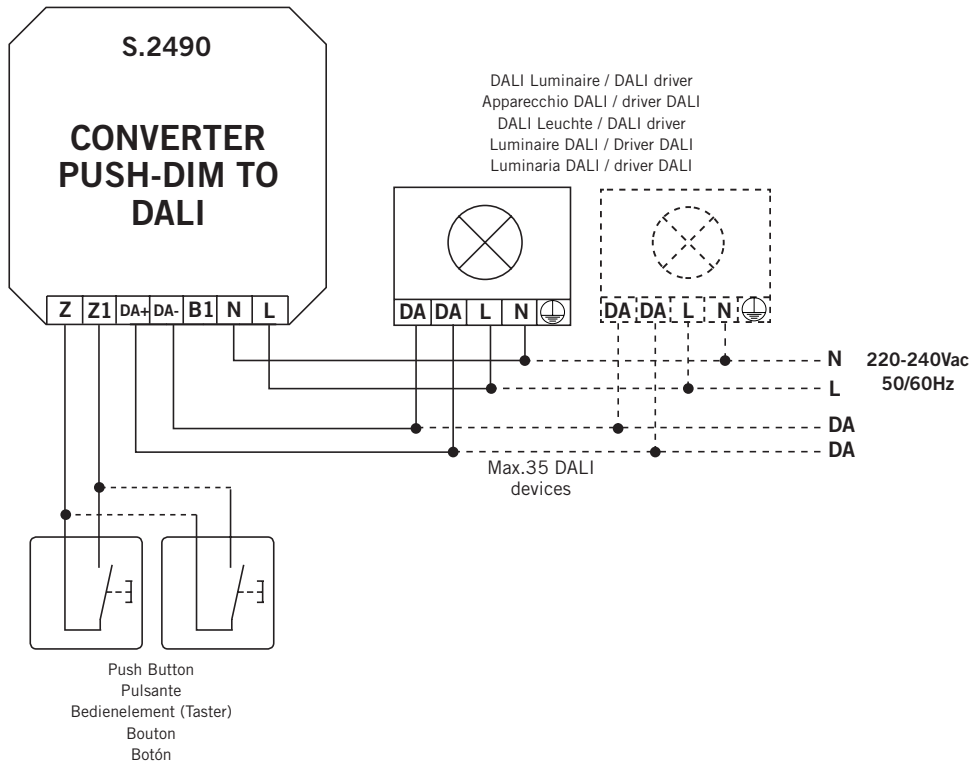 S.2490
CONVERTER
PUSH-DIM TO
DALI
Z Z1 DA+ DA- B1 N L
DALI Luminaire / DALI driver
Apparecchio DALI / driver DALI
DALI Leuchte / DALI driver
Luminaire DALI / Driver DALI
Luminaria DALI / driver DALI
DA DA L N
DA DA L N
N
L
220-240Vac
50/60Hz
DA
DA
Max.35 DALI
devices
Push Button
Pulsante
Bedienelement (Taster)
Bouton
Botón